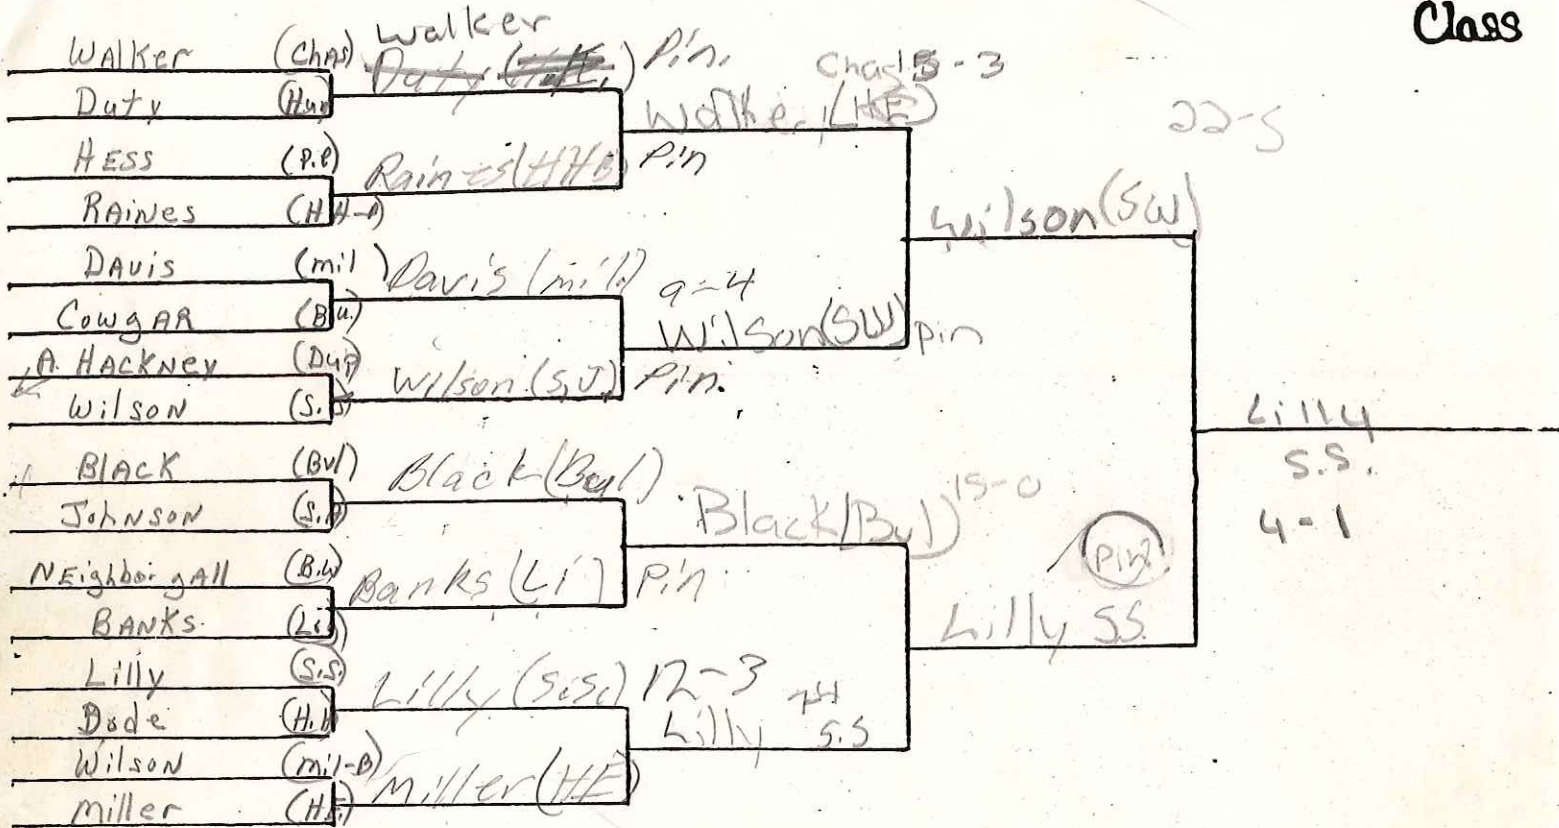 Class
WALKER (Chas)
Duty (Hun)
HESS (P.P)
RAINES (HH-B)
DAVIS (mil)
COWGAR (Bu.)
A. HACKNEY (Dup)
WILSON (S.
BLACK (Bul)
JOHNSON (S.
NEighborgAll (B.W)
BANKS (Li)
Lilly (S.S.)
Dode (H.H
Wilson (mil-B)
Miller (HE)
Walker
Duty Pin.
Raines (HHB)
Davis (mil.)
Wilson (S,
Black (Bul)
Banks (Li)
Lilly (S.S.)
Miller (HE)
Chas 3
Walker (HE)
Pin
9-4
Wilson (SW)
Pin.
Black (Bul) 15-0
Pin
12-3
Lilly S.S
22-5
Wilson (SW)
pin
Pin
Lilly S.S.
Lilly
S.S.
4-1